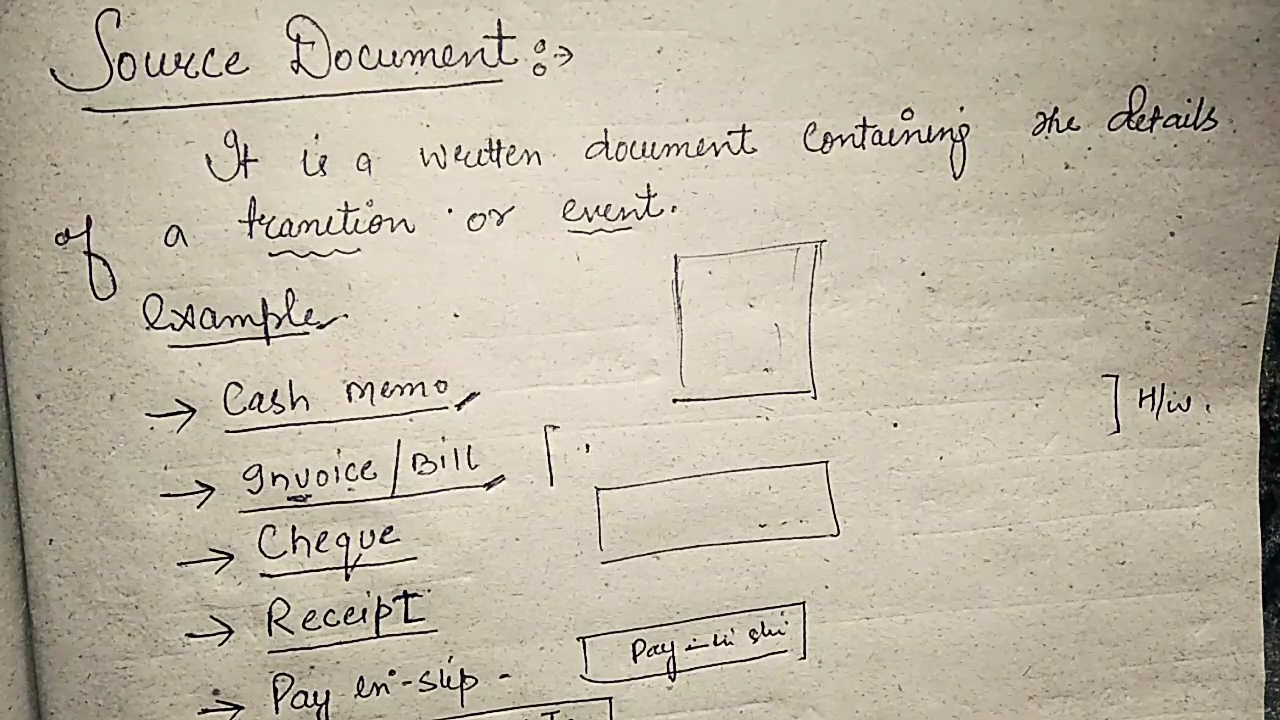 Source Document :→
It is a written document containing the details
of a tranction or event.
example
→ Cash memo
→ Invoice/Bill
] H/w.
→ Cheque
→ Receipt
→ Pay in-slip -
Pay-in sli